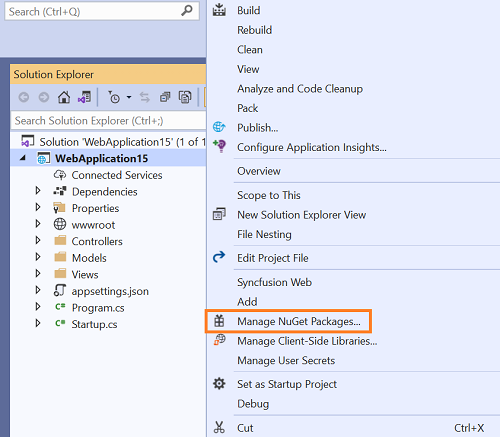 Search (Ctrl+Q)
Solution Explorer
Search Solution Explorer (Ctrl+;)
Solution 'WebApplication15' (1 of 1
WebApplication15
Connected Services
Dependencies
Properties
wwwroot
Controllers
Models
Views
appsettings.json
Program.cs
Startup.cs
Build
Rebuild
Clean
View
Analyze and Code Cleanup
Pack
Publish...
Configure Application Insights...
Overview
Scope to This
New Solution Explorer View
File Nesting
Edit Project File
Syncfusion Web
Add
Manage NuGet Packages...
Manage Client-Side Libraries...
Manage User Secrets
Set as Startup Project
Debug
Cut Ctrl+X